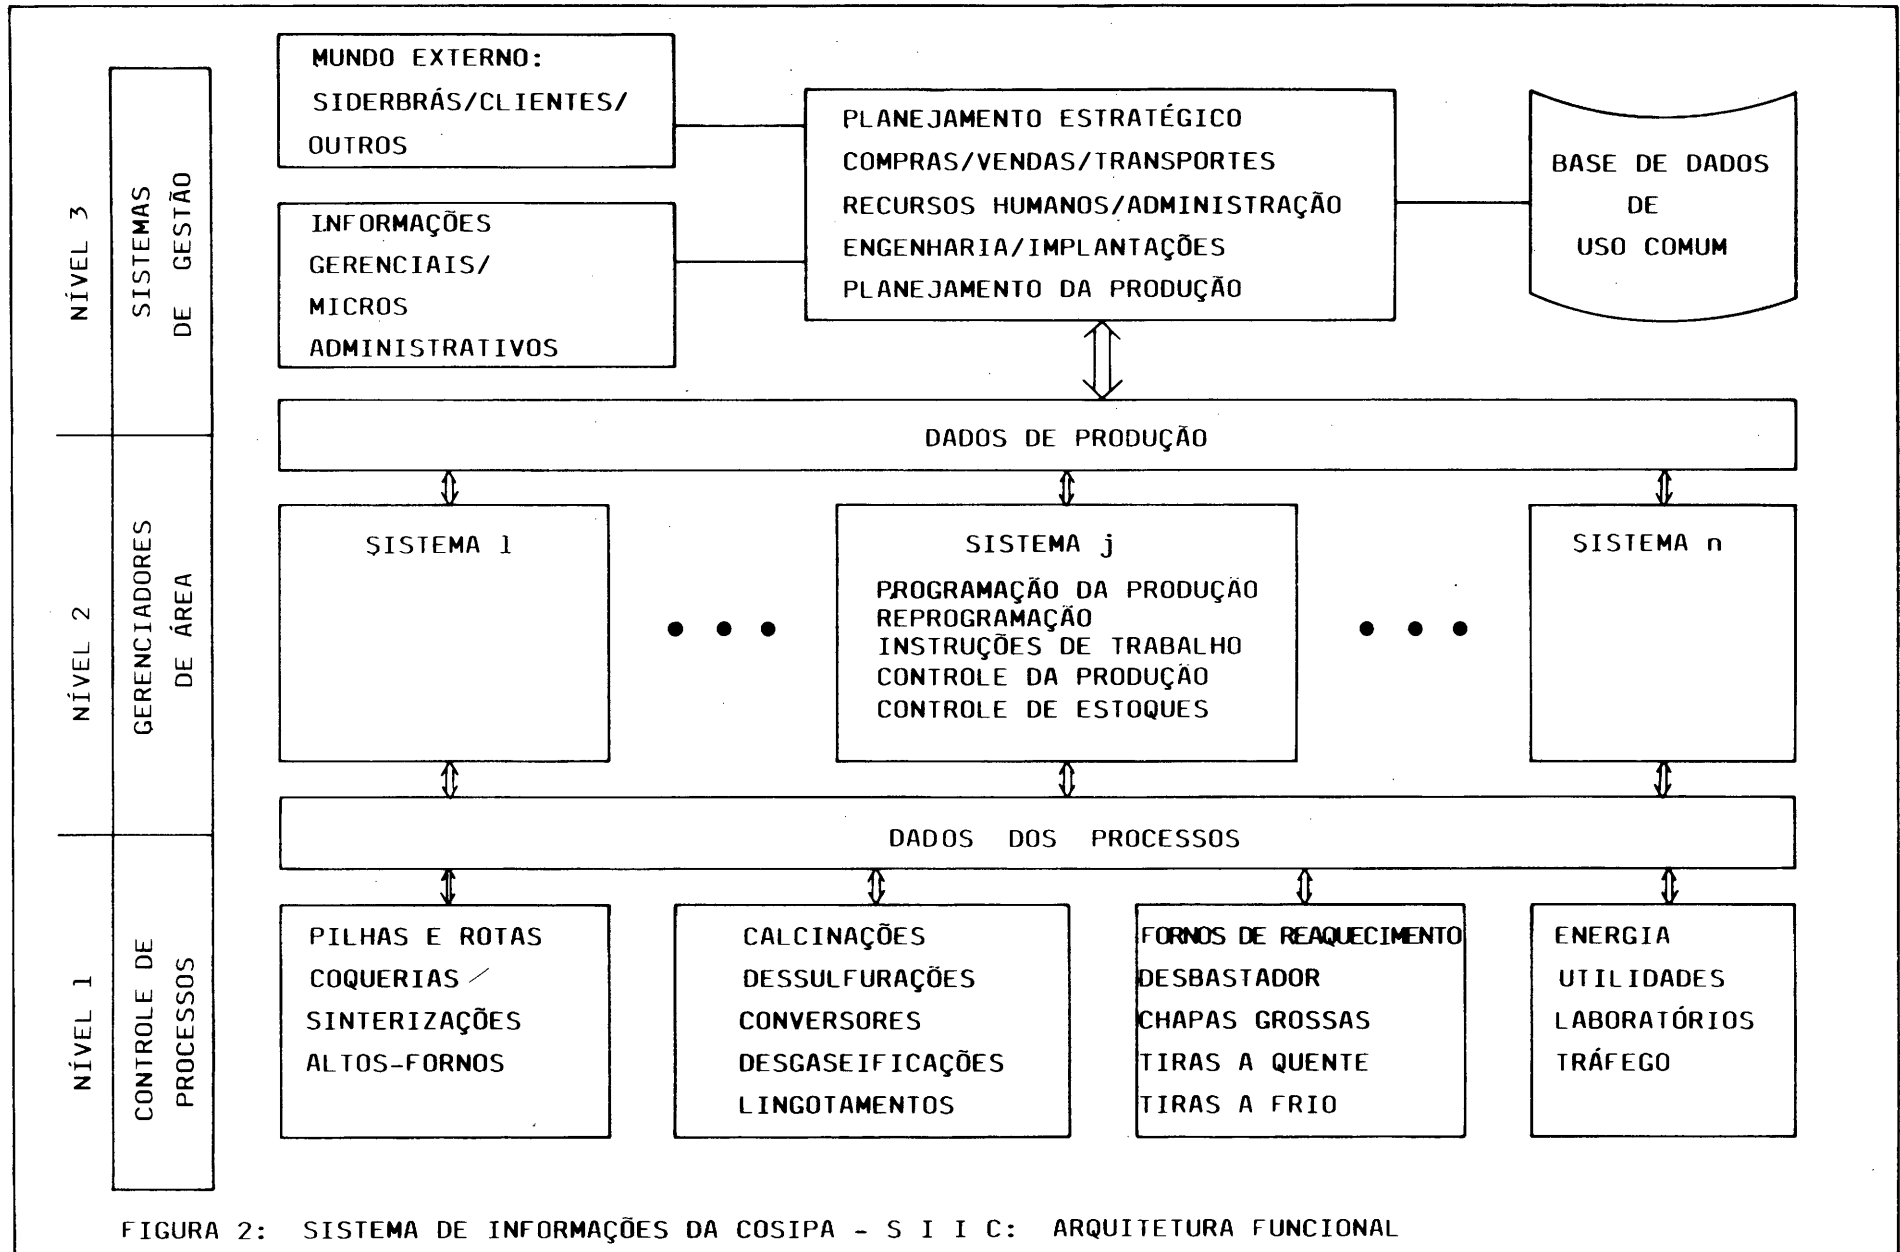 NÍVEL 3
SISTEMAS
DE GESTÃO
MUNDO EXTERNO:
SIDERBRÁS/CLIENTES/
OUTROS
INFORMAÇÕES
GERENCIAIS/
MICROS
ADMINISTRATIVOS
PLANEJAMENTO ESTRATÉGICO
COMPRAS/VENDAS/TRANSPORTES
RECURSOS HUMANOS/ADMINISTRAÇÃO
ENGENHARIA/IMPLANTAÇÕES
PLANEJAMENTO DA PRODUÇÃO
BASE DE DADOS
DE
USO COMUM
DADOS DE PRODUÇÃO
NÍVEL 2
GERENCIADORES
DE ÁREA
SISTEMA 1
SISTEMA j
PROGRAMAÇÃO DA PRODUÇÃO
REPROGRAMAÇÃO
INSTRUÇÕES DE TRABALHO
CONTROLE DA PRODUÇÃO
CONTROLE DE ESTOQUES
SISTEMA n
DADOS DOS PROCESSOS
NÍVEL 1
CONTROLE DE
PROCESSOS
PILHAS E ROTAS
COQUERIAS /
SINTERIZAÇÕES
ALTOS-FORNOS
CALCINAÇÕES
DESSULFURAÇÕES
CONVERSORES
DESGASEIFICAÇÕES
LINGOTAMENTOS
FORNOS DE REAQUECIMENTO
DESBASTADOR
CHAPAS GROSSAS
TIRAS A QUENTE
TIRAS A FRIO
ENERGIA
UTILIDADES
LABORATÓRIOS
TRÁFEGO
FIGURA 2: SISTEMA DE INFORMAÇÕES DA COSIPA - S I I C: ARQUITETURA FUNCIONAL